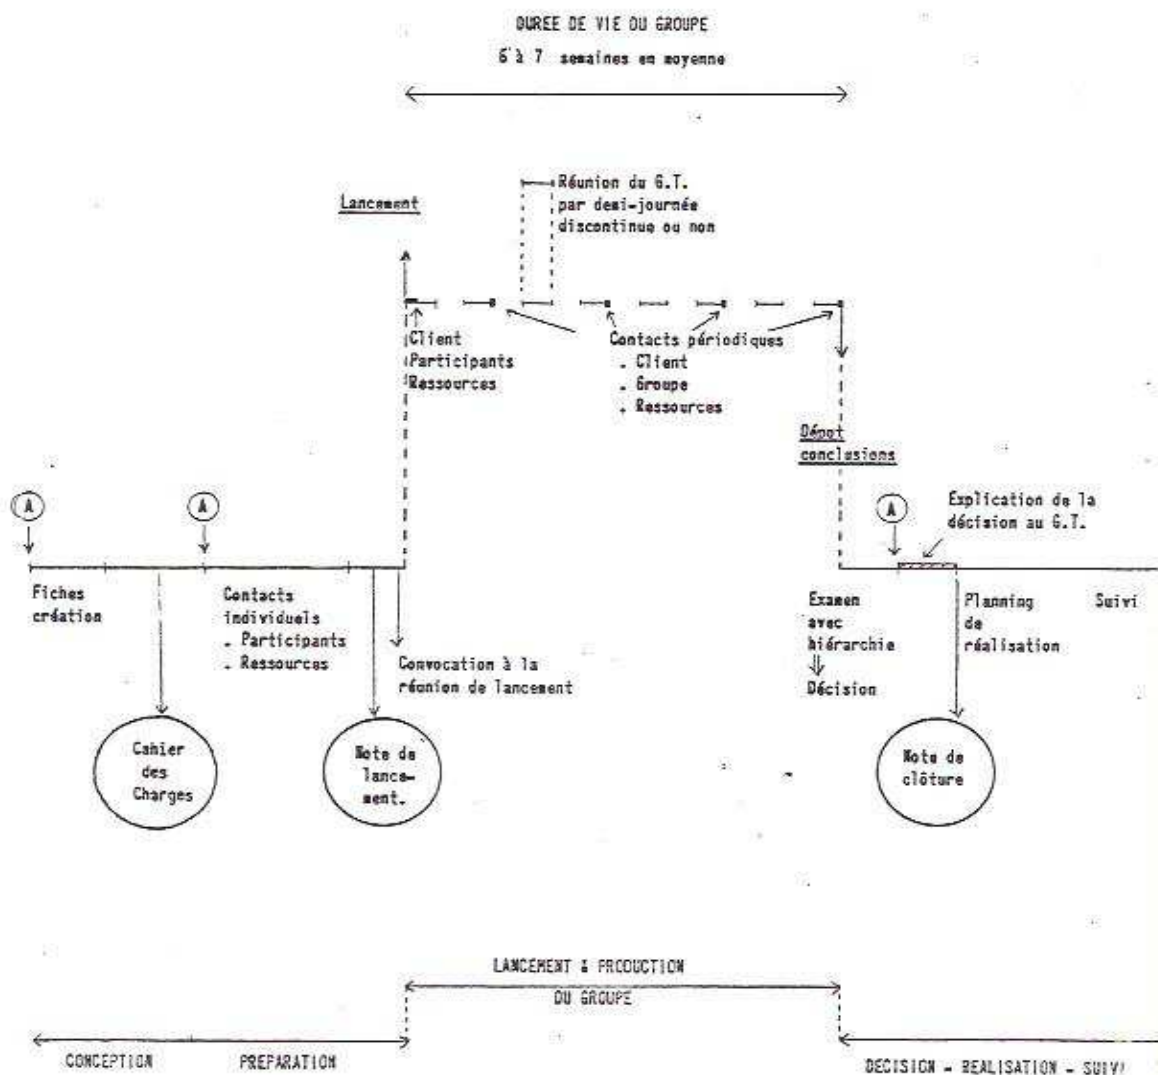 DUREE DE VIE DU GROUPE
6 à 7 semaines en moyenne
Lancement
Réunion du G.T.
par demi-journée
discontinue ou non
Client
Participants
Ressources
Contacts périodiques
. Client
. Groupe
. Ressources
Dépot
conclusions
A
A
A
Explication de la
décision au G.T.
Fiches
création
Contacts
individuels
. Participants
. Ressources
Convocation à la
réunion de lancement
Examen
avec
hiérarchie
Décision
Planning
de
réalisation
Suivi
Cahier
des
Charges
Note de
lance-
ment.
Note de
clôture
LANCEMENT & PRODUCTION
DU GROUPE
CONCEPTION
PREPARATION
DECISION - REALISATION - SUIVI